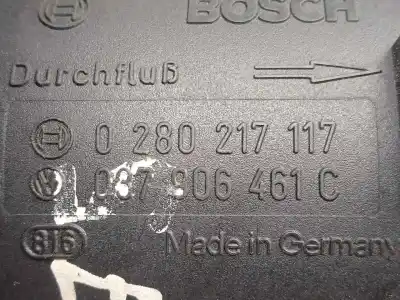 BOSCH
Durchfluß
0 280 217 117
037 906 461 C
816 Made in Germany